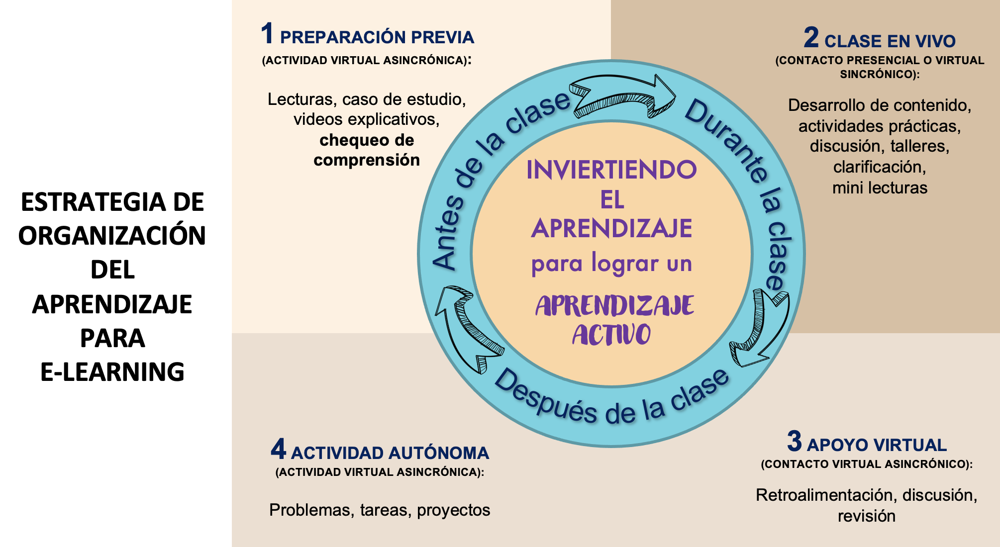 ESTRATEGIA DE
ORGANIZACIÓN
DEL
APRENDIZAJE
PARA
E-LEARNING
1 PREPARACIÓN PREVIA
(ACTIVIDAD VIRTUAL ASINCRÓNICA):
Lecturas, caso de estudio,
videos explicativos,
chequeo de
comprensión
2 CLASE EN VIVO
(CONTACTO PRESENCIAL O VIRTUAL
SINCRÓNICO):
Desarrollo de contenido,
actividades prácticas,
discusión, talleres,
clarificación,
mini lecturas
Antes de la clase
Durante la clase
Después de la clase
INVIERTIENDO
EL
APRENDIZAJE
para lograr un
APRENDIZAJE
ACTIVO
4 ACTIVIDAD AUTÓNOMA
(ACTIVIDAD VIRTUAL ASINCRÓNICA):
Problemas, tareas, proyectos
3 APOYO VIRTUAL
(CONTACTO VIRTUAL ASINCRÓNICO):
Retroalimentación, discusión,
revisión